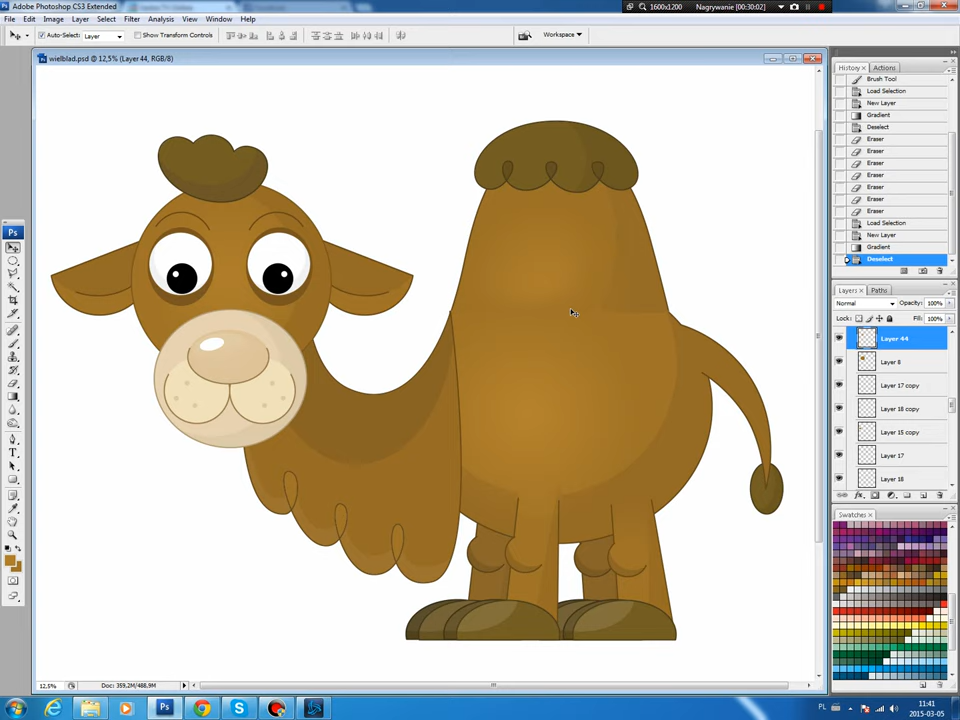 Adobe Photoshop CS3 Extended
1600x1200 Nagrywanie [00:30:02]
File Edit Image Layer Select Filter Analysis View Window Help
Auto-Select: Layer Show Transform Controls Workspace
wielblad.psd @ 12,5% (Layer 44, RGB/8)
History Actions
Brush Tool
Load Selection
New Layer
Gradient
Deselect
Eraser
Eraser
Eraser
Eraser
Eraser
Eraser
Eraser
Load Selection
New Layer
Gradient
Deselect
Layers Paths
Normal Opacity: 100%
Lock: Fill: 100%
Layer 44
Layer 8
Layer 17 copy
Layer 16 copy
Layer 15 copy
Layer 17
Layer 16
Swatches
Ps
T
12,5% Doc: 359,2M/488,9M
Ps S
PL 11:41
2015-03-05